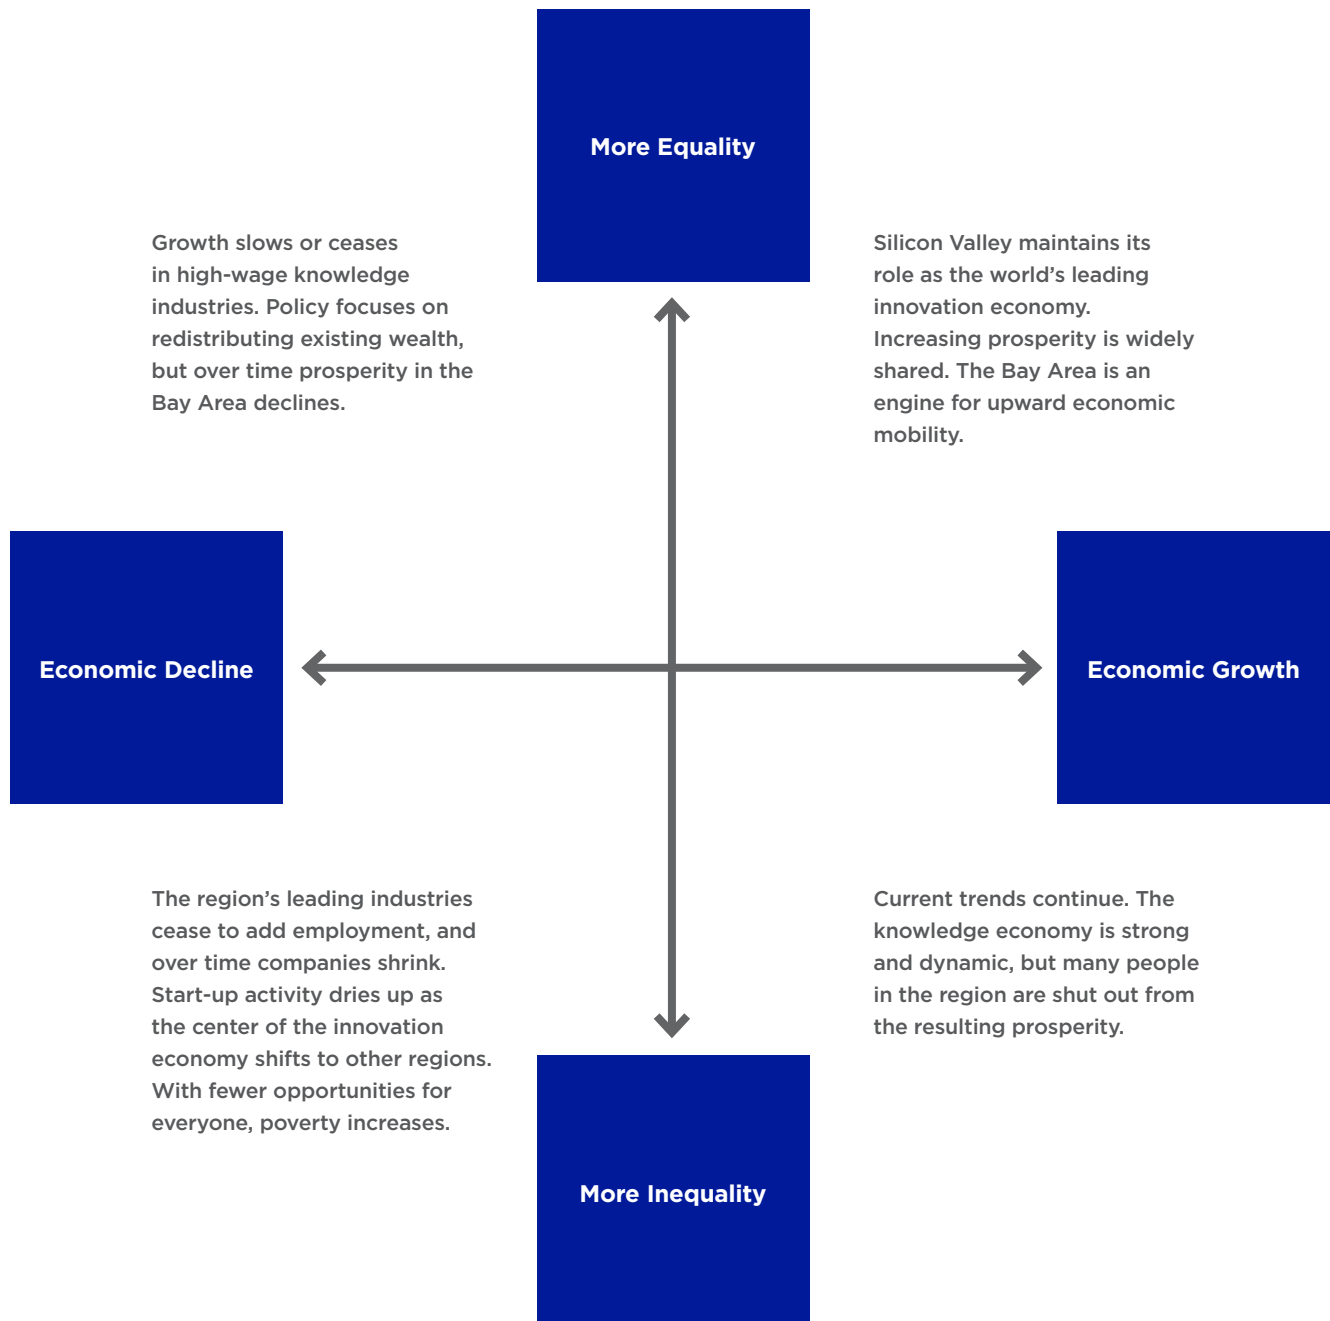 More Equality
Growth slows or ceases
in high-wage knowledge
industries. Policy focuses on
redistributing existing wealth,
but over time prosperity in the
Bay Area declines.
Silicon Valley maintains its
role as the world’s leading
innovation economy.
Increasing prosperity is widely
shared. The Bay Area is an
engine for upward economic
mobility.
Economic Decline
Economic Growth
The region’s leading industries
cease to add employment, and
over time companies shrink.
Start-up activity dries up as
the center of the innovation
economy shifts to other regions.
With fewer opportunities for
everyone, poverty increases.
Current trends continue. The
knowledge economy is strong
and dynamic, but many people
in the region are shut out from
the resulting prosperity.
More Inequality